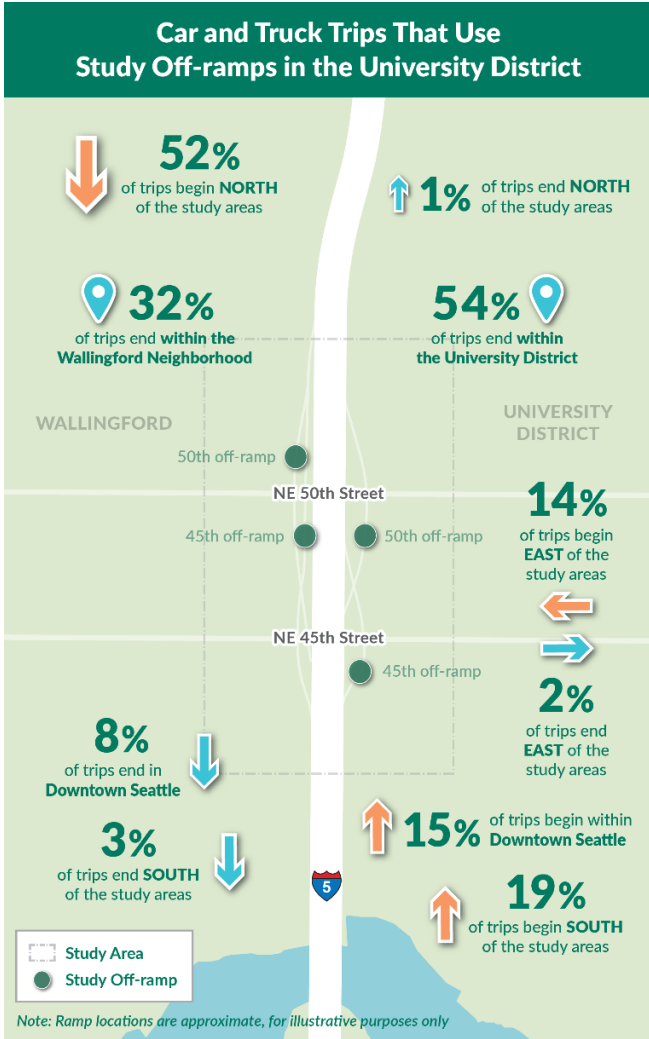 Car and Truck Trips That Use
Study Off-ramps in the University District
52%
of trips begin NORTH
of the study areas
1%
of trips end NORTH
of the study areas
32%
of trips end within the
Wallingford Neighborhood
54%
of trips end within
the University District
WALLINGFORD
UNIVERSITY
DISTRICT
50th off-ramp
NE 50th Street
14%
of trips begin
EAST of the
study areas
45th off-ramp
50th off-ramp
NE 45th Street
45th off-ramp
2%
of trips end
EAST of the
study areas
8%
of trips end in
Downtown Seattle
15%
of trips begin within
Downtown Seattle
3%
of trips end SOUTH
of the study areas
5
19%
of trips begin SOUTH
of the study areas
Study Area
Study Off-ramp
Note: Ramp locations are approximate, for illustrative purposes only